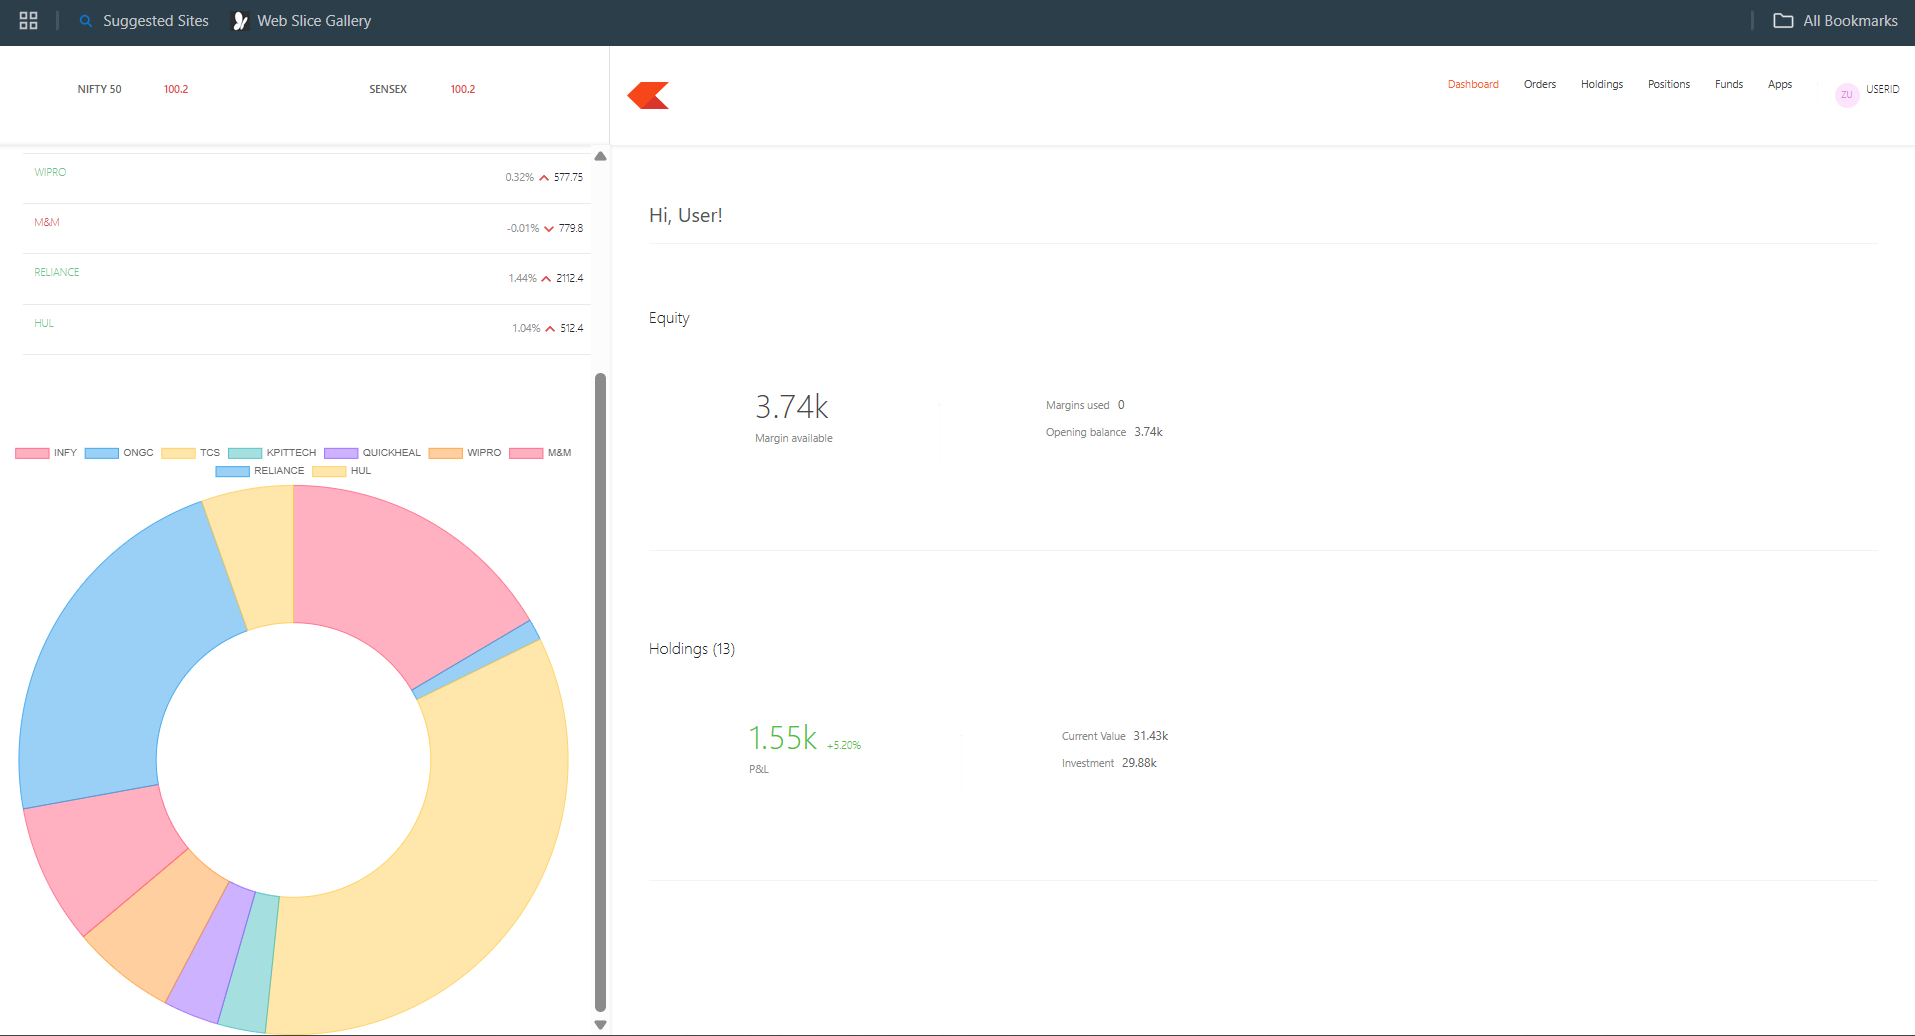 Suggested Sites Web Slice Gallery All Bookmarks
NIFTY 50 100.2 SENSEX 100.2
Dashboard Orders Holdings Positions Funds Apps ZU USERID
WIPRO 0.32% 577.75
M&M -0.01% 779.8
RELIANCE 1.44% 2112.4
HUL 1.04% 512.4
INFY ONGC TCS KPITTECH QUICKHEAL WIPRO M&M
RELIANCE HUL
Hi, User!
Equity
3.74k
Margin available
Margins used 0
Opening balance 3.74k
Holdings (13)
1.55k +5.20%
P&L
Current Value 31.43k
Investment 29.88k